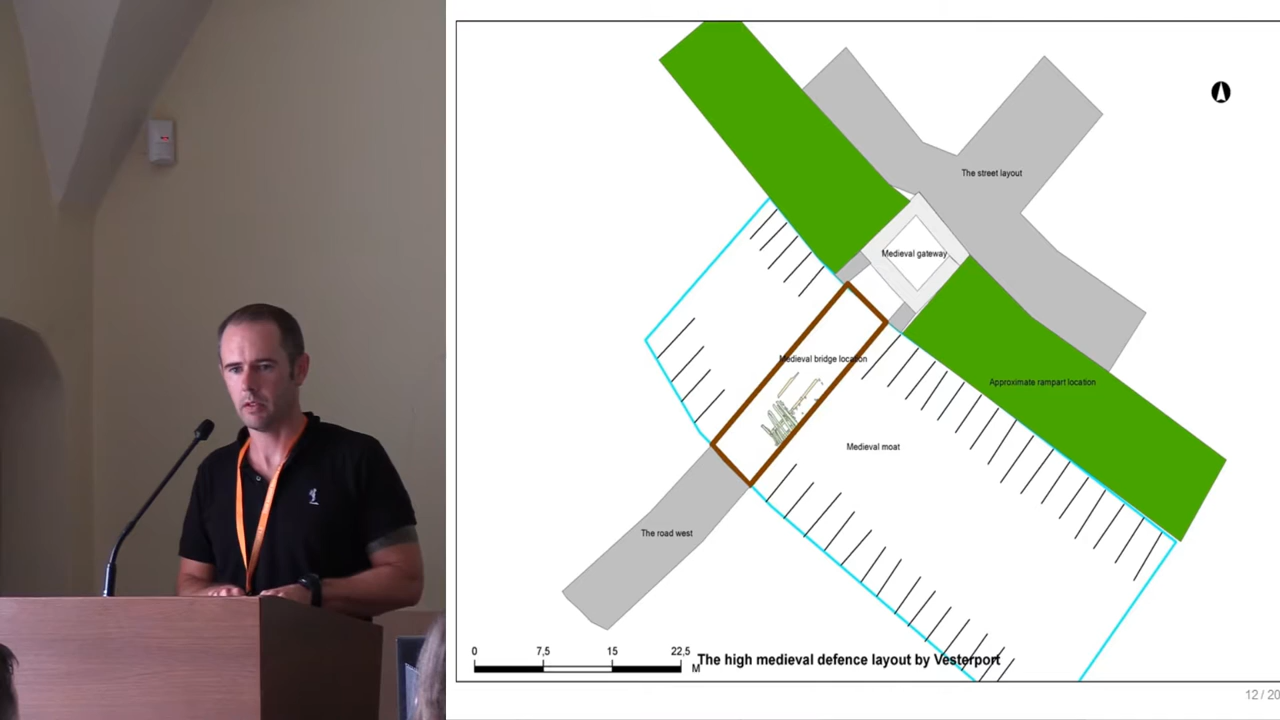 The street layout
Medieval gateway
Medieval bridge location
Approximate rampart location
Medieval moat
The road west
0 7,5 15 22,5
M
The high medieval defence layout by Vesterport
12 / 20